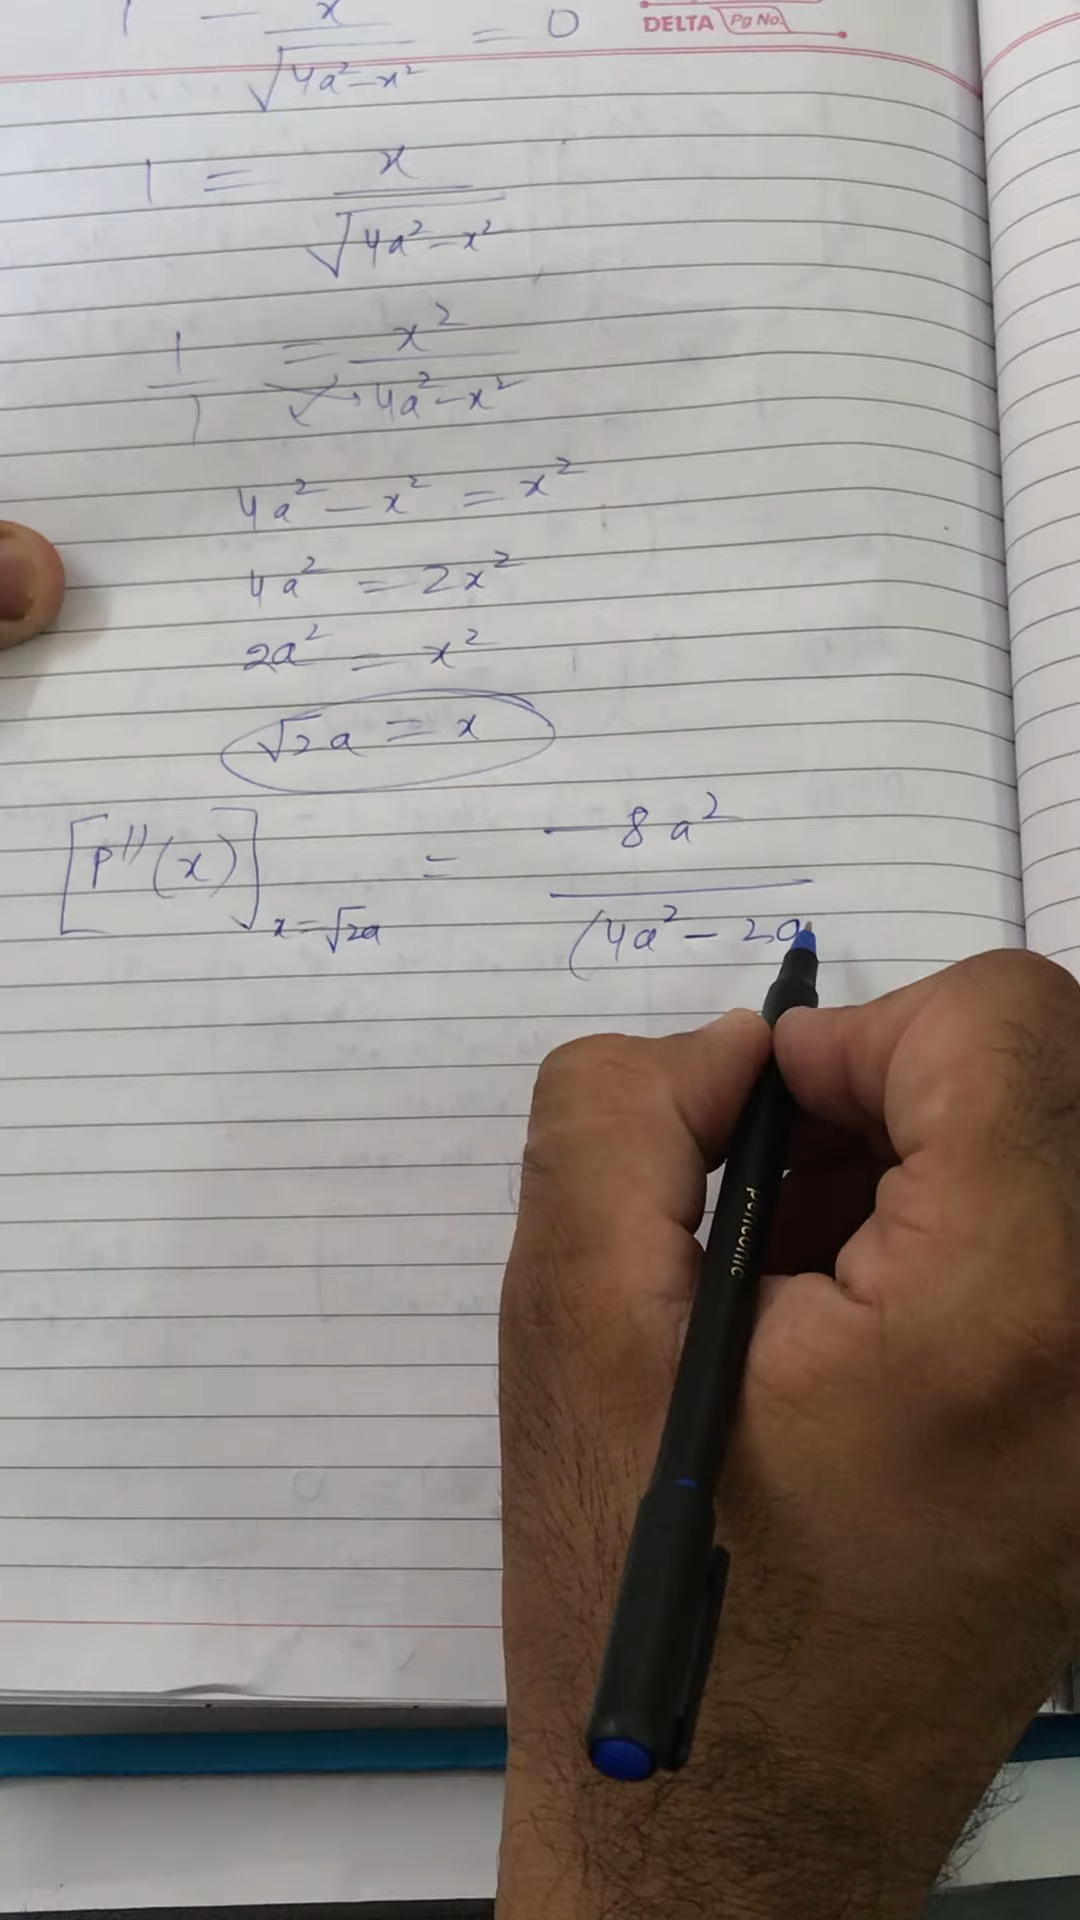 DELTA Pg No.
1 - x/√(4a²-x²) = 0
1 = x/√(4a²-x²)
1/1 = x²/(4a²-x²)
4a² - x² = x²
4a² = 2x²
2a² = x²
√2a = x
[P''(x)]x=√2a = -8a²/(4a² - 2a
Pentonic